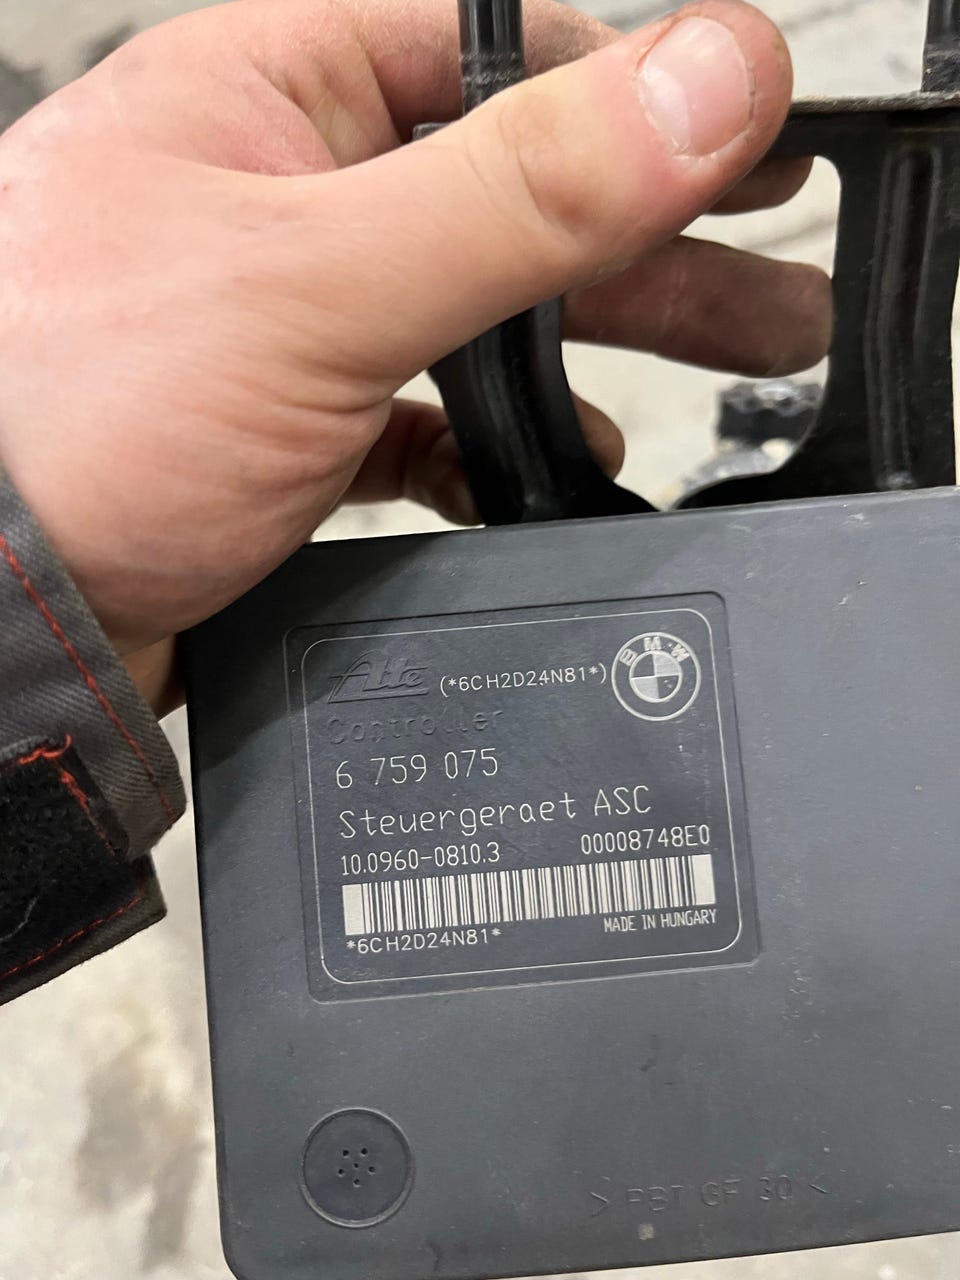 Ate (*6CH2D24N81*) BMW
Controller
6 759 075
Steuergeraet ASC
10.0960-0810.3 00008748E0
*6CH2D24N81* MADE IN HUNGARY
> PBT GF 30 <